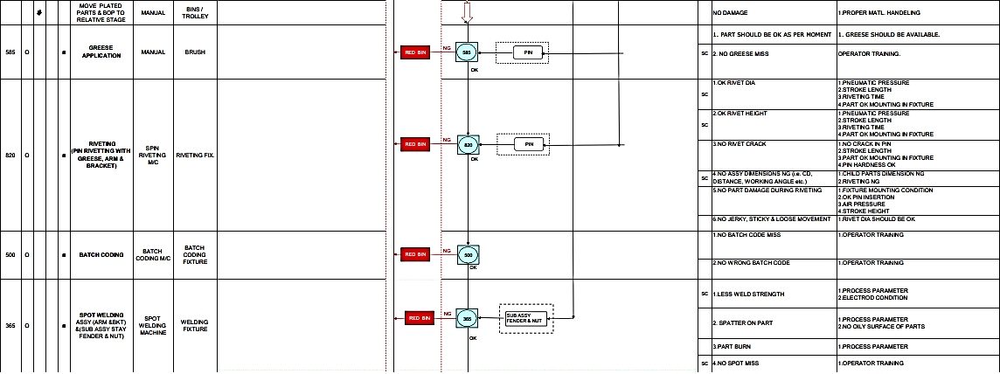 MOVE PLATED
PARTS & BOP TO
RELATIVE STAGE
MANUAL
BINS /
TROLLEY
NO DAMAGE
1.PROPER MATL. HANDELING
585
O
GREESE
APPLICATION
MANUAL
BRUSH
RED BIN
NG
585
OK
PIN
1. PART SHOULD BE OK AS PER MOMENT
1. GREESE SHOULD BE AVAILABLE.
SC
2. NO GREESE MISS
OPERATOR TRAINING.
820
O
RIVETING
(PIN RIVETTING WITH
GREESE, ARM &
BRACKET)
SPIN
RIVETING
M/C
RIVETING FIX.
RED BIN
NG
820
OK
PIN
SC
1.OK RIVET DIA
1.PNEUMATIC PRESSURE
2.STROKE LENGTH
3.RIVETING TIME
4.PART OK MOUNTING IN FIXTURE
SC
2.OK RIVET HEIGHT
1.PNEUMATIC PRESSURE
2.STROKE LENGTH
3.RIVETING TIME
4.PART OK MOUNTING IN FIXTURE
3.NO RIVET CRACK
1.NO CRACK IN PIN
2.STROKE LENGTH
3.PART OK MOUNTING IN FIXTURE
4.PIN HARDNESS OK
SC
4.NO ASSY DIMENSIONS NG (i.e. CD,
DISTANCE, WORKING ANGLE etc.)
1.CHILD PARTS DIMENSION NG
2.RIVETING NG
5.NO PART DAMAGE DURING RIVETING
1.FIXTURE MOUNTING CONDITION
2.OK PIN INSERTION
3.AIR PRESSURE
4.STROKE HEIGHT
6.NO JERKY, STICKY & LOOSE MOVEMENT
1.RIVET DIA SHOULD BE OK
500
O
BATCH CODING
BATCH
CODING M/C
BATCH
CODING
FIXTURE
RED BIN
NG
500
OK
1.NO BATCH CODE MISS
1.OPERATOR TRAINING
2.NO WRONG BATCH CODE
1.OPERATOR TRAINING
365
O
SPOT WELDING
ASSY (ARM &BKT)
&(SUB ASSY STAY
FENDER & NUT)
SPOT
WELDING
MACHINE
WELDING
FIXTURE
RED BIN
NG
365
OK
SUB ASSY
FENDER & NUT
SC
1.LESS WELD STRENGTH
1.PROCESS PARAMETER
2.ELECTROD CONDITION
2. SPATTER ON PART
1.PROCESS PARAMETER
2.NO OILY SURFACE OF PARTS
3.PART BURN
1.PROCESS PARAMETER
SC
4.NO SPOT MISS
1.OPERATOR TRAINING